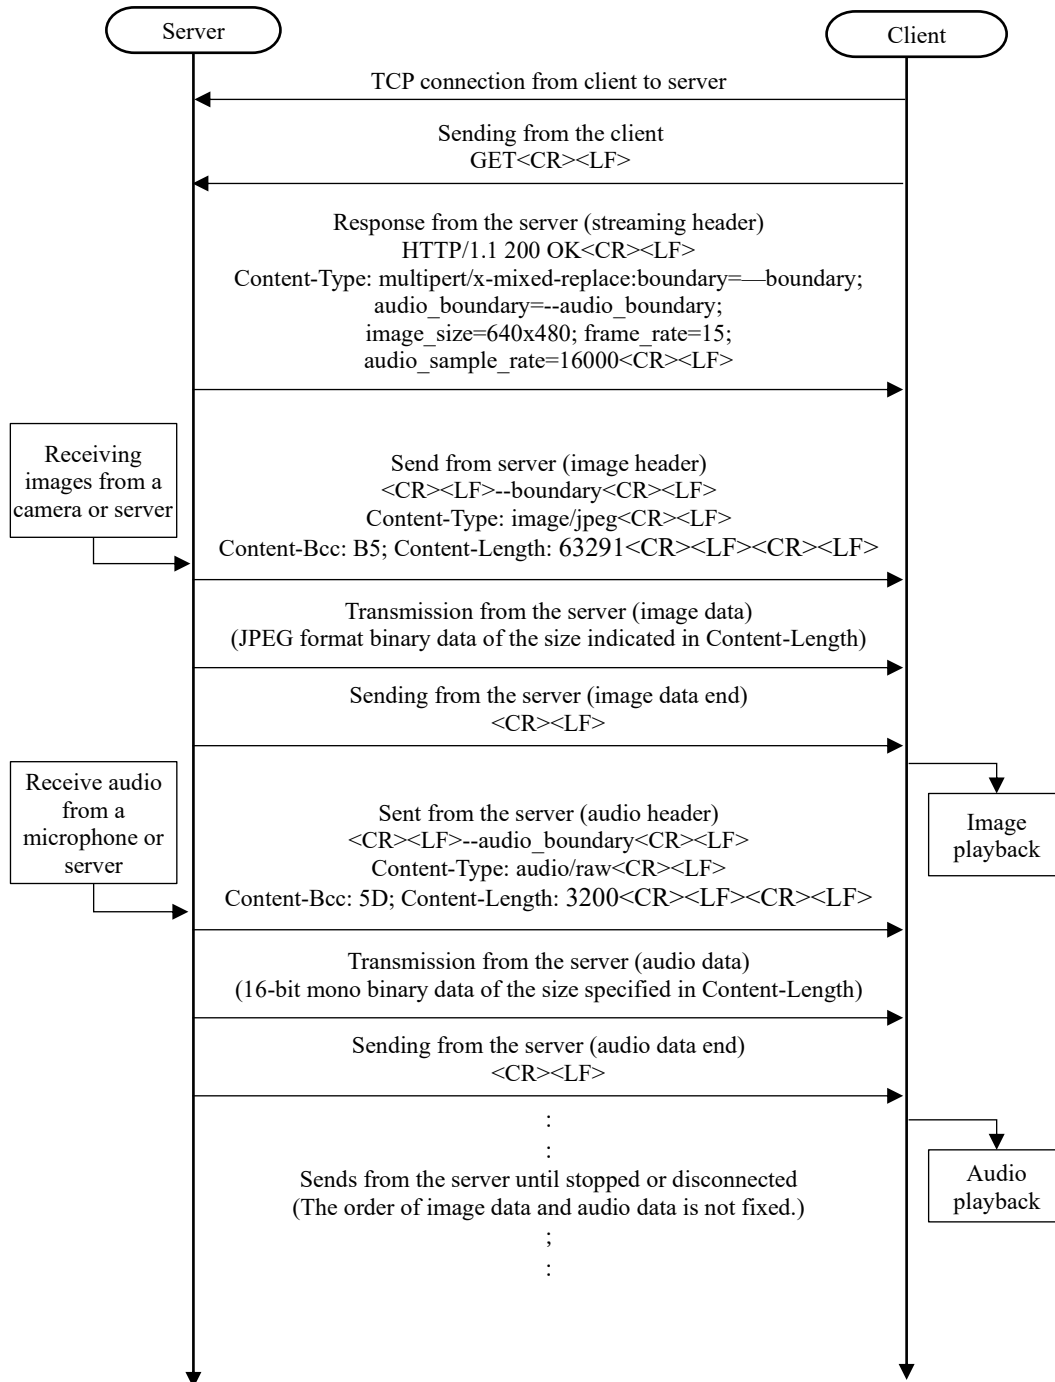 Server
Client
TCP connection from client to server
Sending from the client
GET<CR><LF>
Response from the server (streaming header)
HTTP/1.1 200 OK<CR><LF>
Content-Type: multipert/x-mixed-replace:boundary=—boundary;
audio_boundary=--audio_boundary;
image_size=640x480; frame_rate=15;
audio_sample_rate=16000<CR><LF>
Receiving
images from a
camera or server
Send from server (image header)
<CR><LF>--boundary<CR><LF>
Content-Type: image/jpeg<CR><LF>
Content-Bcc: B5; Content-Length: 63291<CR><LF><CR><LF>
Transmission from the server (image data)
(JPEG format binary data of the size indicated in Content-Length)
Sending from the server (image data end)
<CR><LF>
Receive audio
from a
microphone or
server
Image
playback
Sent from the server (audio header)
<CR><LF>--audio_boundary<CR><LF>
Content-Type: audio/raw<CR><LF>
Content-Bcc: 5D; Content-Length: 3200<CR><LF><CR><LF>
Transmission from the server (audio data)
(16-bit mono binary data of the size specified in Content-Length)
Sending from the server (audio data end)
<CR><LF>
:
:
Sends from the server until stopped or disconnected
(The order of image data and audio data is not fixed.)
;
:
Audio
playback